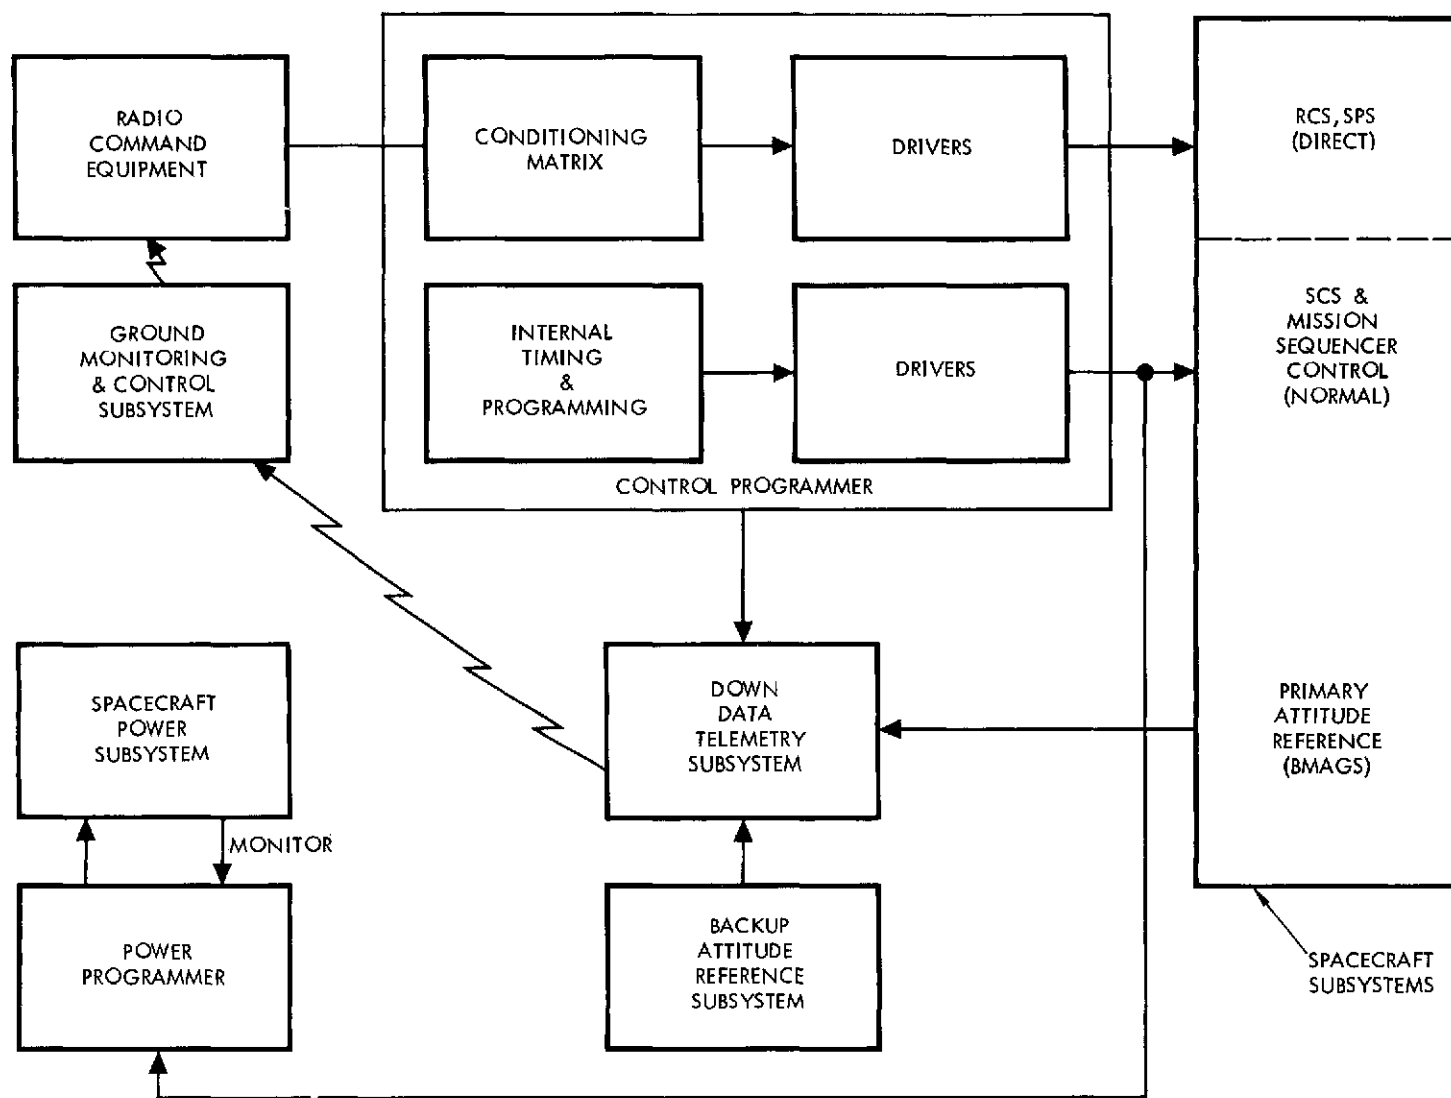 RADIO
COMMAND
EQUIPMENT
CONDITIONING
MATRIX
DRIVERS
RCS, SPS
(DIRECT)
GROUND
MONITORING
& CONTROL
SUBSYSTEM
INTERNAL
TIMING
&
PROGRAMMING
DRIVERS
SCS &
MISSION
SEQUENCER
CONTROL
(NORMAL)
CONTROL PROGRAMMER
SPACECRAFT
POWER
SUBSYSTEM
DOWN
DATA
TELEMETRY
SUBSYSTEM
PRIMARY
ATTITUDE
REFERENCE
(BMAGS)
MONITOR
POWER
PROGRAMMER
BACKUP
ATTITUDE
REFERENCE
SUBSYSTEM
SPACECRAFT
SUBSYSTEMS